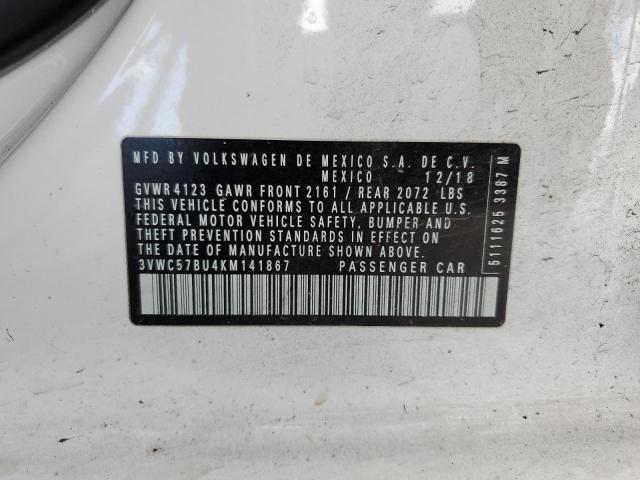 MFD BY VOLKSWAGEN DE MEXICO S.A. DE C.V.
MEXICO 12/18
GVWR 4123 GAWR FRONT 2161 / REAR 2072 LBS
THIS VEHICLE CONFORMS TO ALL APPLICABLE U.S.
FEDERAL MOTOR VEHICLE SAFETY, BUMPER AND
THEFT PREVENTION STANDARDS IN EFFECT ON
THE DATE OF MANUFACTURE SHOWN ABOVE.
3VWC57BU4KM141867 PASSENGER CAR
5111625 3387 M